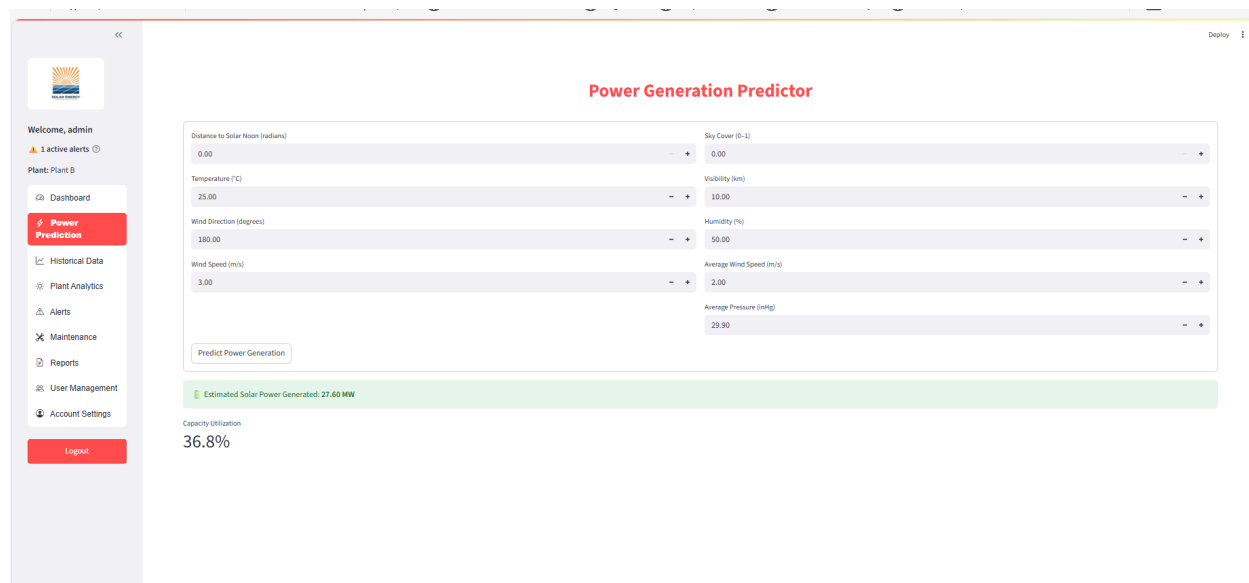 Deploy
SOLAR ENERGY
Welcome, admin
1 active alerts
Plant: Plant B
Dashboard
Power
Prediction
Historical Data
Plant Analytics
Alerts
Maintenance
Reports
User Management
Account Settings
Logout
Power Generation Predictor
Distance to Solar Noon (radians)
0.00
Temperature (°C)
25.00
Wind Direction (degrees)
180.00
Wind Speed (m/s)
3.00
Sky Cover (0-1)
0.00
Visibility (km)
10.00
Humidity (%)
50.00
Average Wind Speed (m/s)
2.00
Average Pressure (inHg)
29.90
Predict Power Generation
Estimated Solar Power Generated: 27.60 MW
Capacity Utilization
36.8%